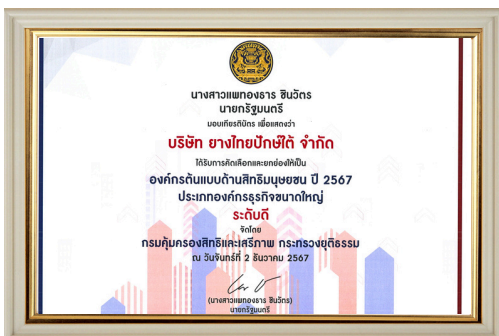 นางสาวแพทองธาร ชินวัตร
นายกรัฐมนตรี
มอบเกียรติบัตร เพื่อแสดงว่า
บริษัท ยางไทยปักษ์ใต้ จำกัด
ได้รับการคัดเลือกและยกย่องให้เป็น
องค์กรต้นแบบด้านสิทธิมนุษยชน ปี 2567
ประเภทองค์กรธุรกิจขนาดใหญ่
ระดับดี
จัดโดย
กรมคุ้มครองสิทธิและเสรีภาพ กระทรวงยุติธรรม
ณ วันจันทร์ที่ 2 ธันวาคม 2567
(นางสาวแพทองธาร ชินวัตร)
นายกรัฐมนตรี